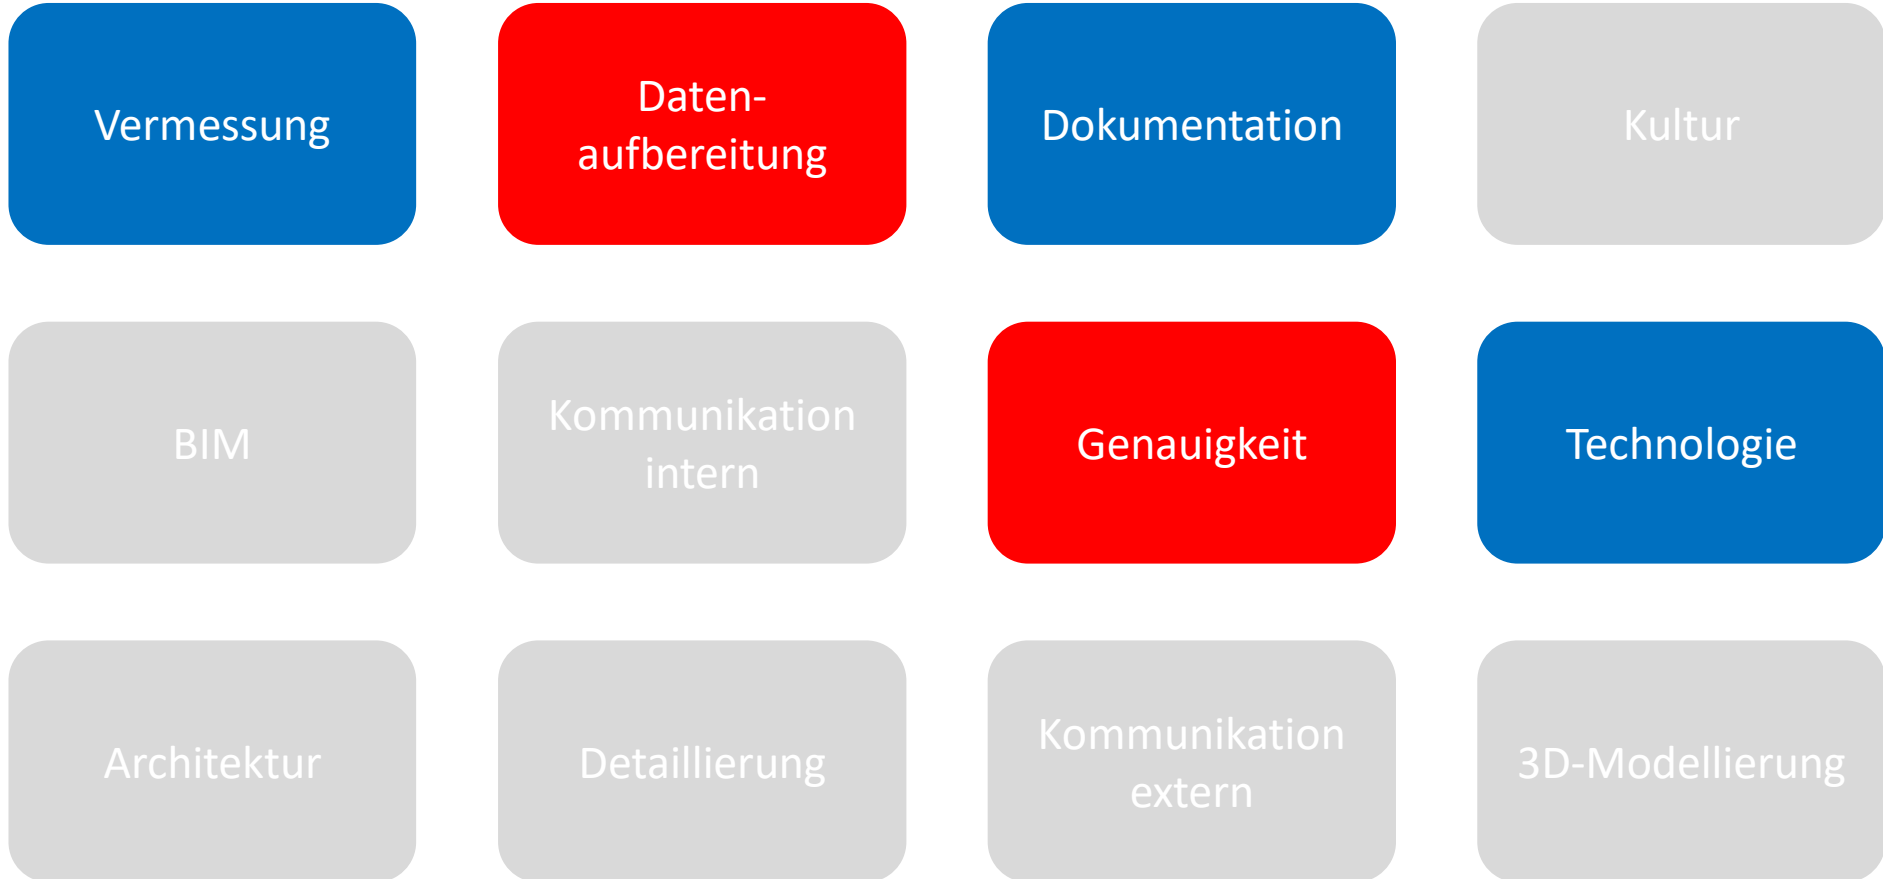 Vermessung
Daten-
aufbereitung
Dokumentation
Kultur
BIM
Kommunikation
intern
Genauigkeit
Technologie
Architektur
Detaillierung
Kommunikation
extern
3D-Modellierung